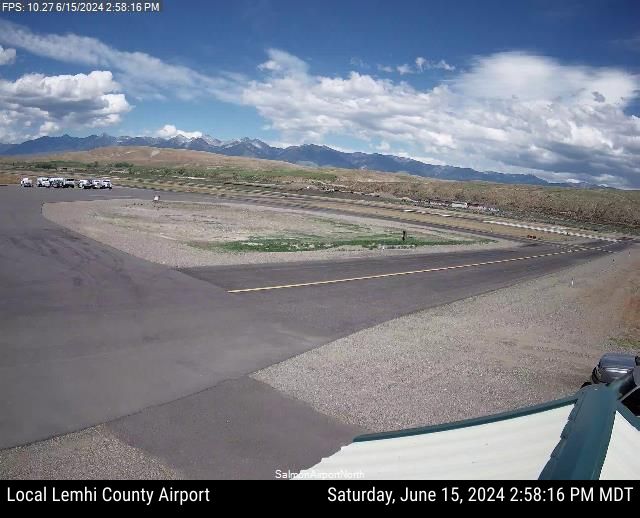 FPS: 10.27 6/15/2024 2:58:16 PM
SalmonAirportNorth
Local Lemhi County Airport Saturday, June 15, 2024 2:58:16 PM MDT